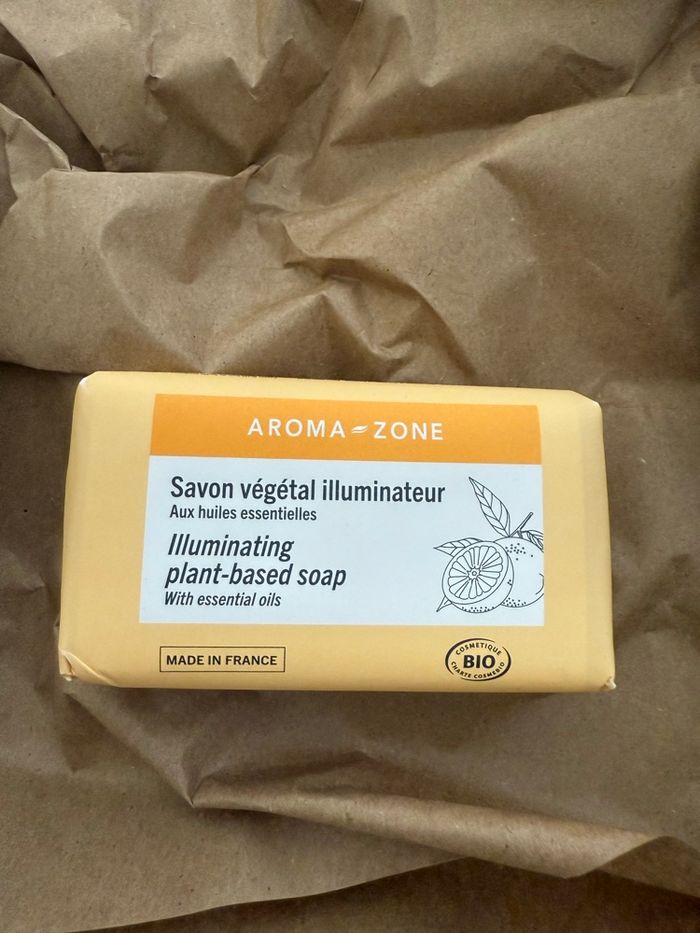 AROMA ZONE
Savon végétal illuminateur
Aux huiles essentielles
Illuminating
plant-based soap
With essential oils
MADE IN FRANCE
COSMETIQUE
BIO
CHARTE COSMEBIO